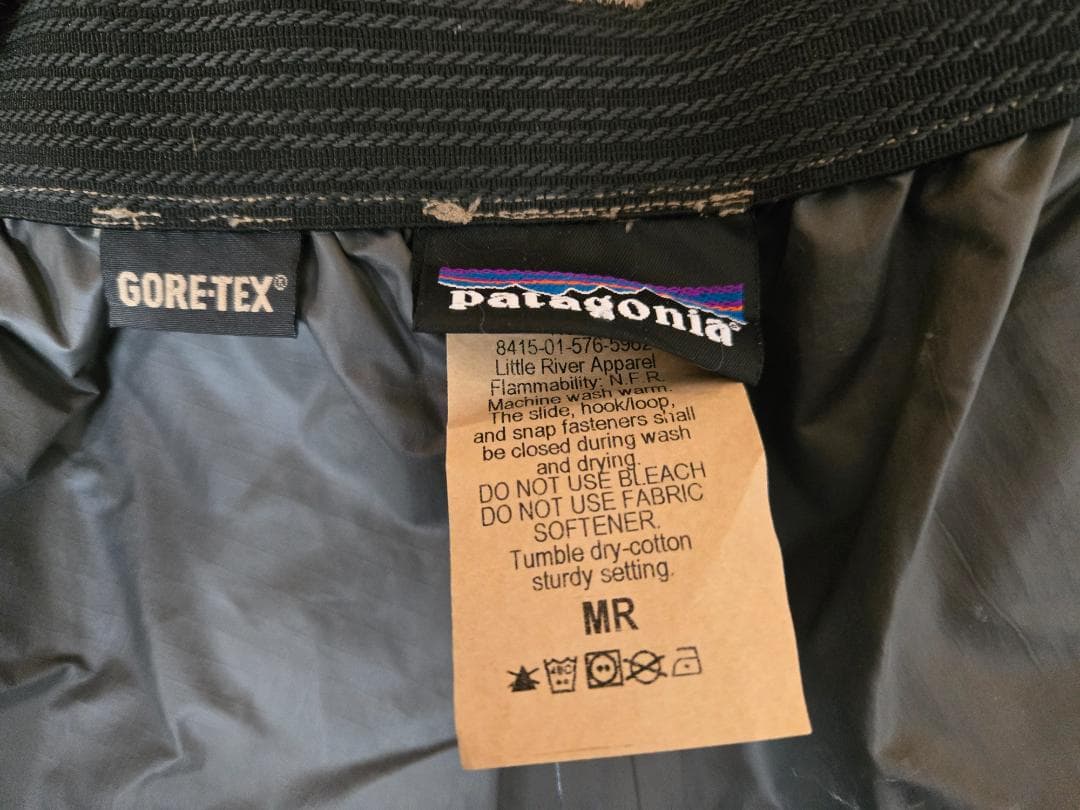 GORE-TEX®
patagonia®
8415-01-576-5962
Little River Apparel
Flammability: N.F.R.
Machine wash warm.
The slide, hook/loop,
and snap fasteners shall
be closed during wash
and drying.
DO NOT USE BLEACH
DO NOT USE FABRIC
SOFTENER.
Tumble dry-cotton
sturdy setting.
MR
40C